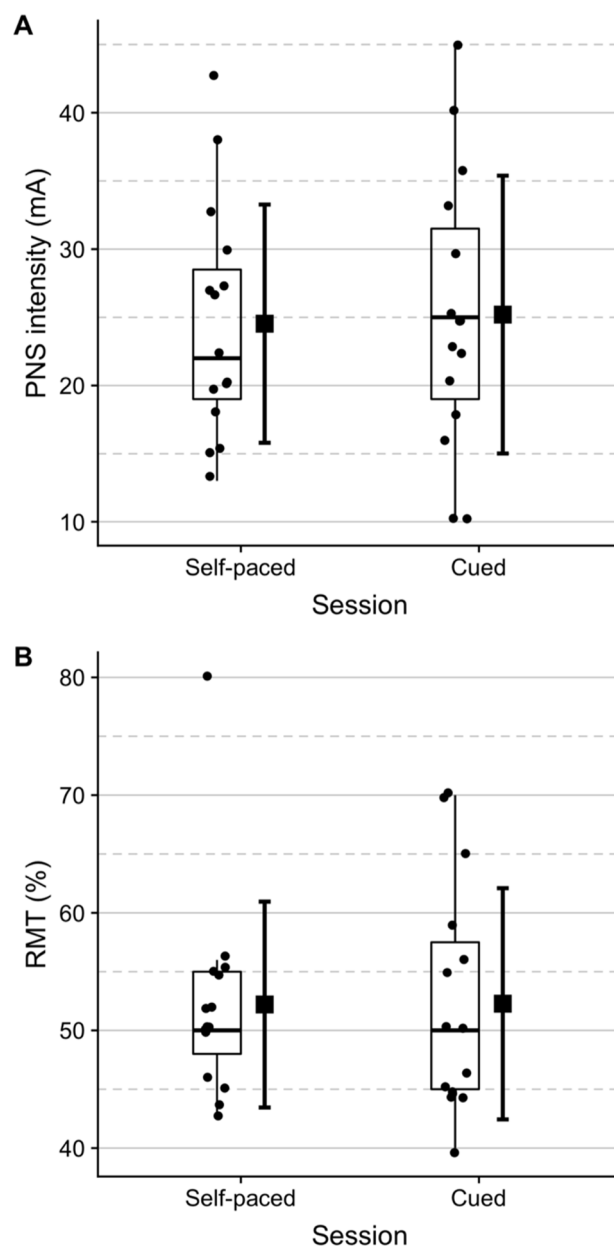 A
PNS intensity (mA)
40
30
20
10
Self-paced Cued
Session
B
RMT (%)
80
70
60
50
40
Self-paced Cued
Session